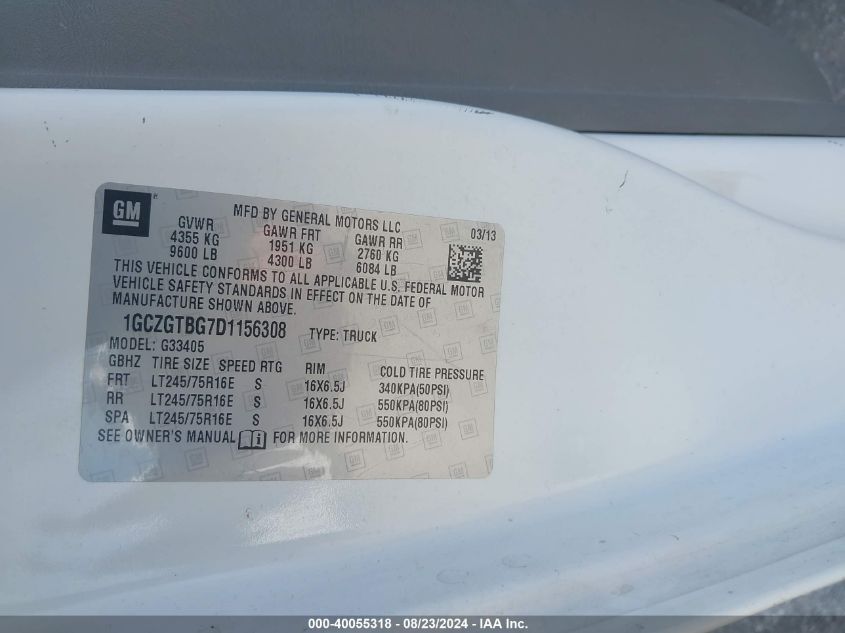 GM
MFD BY GENERAL MOTORS LLC
03/13
GVWR GAWR FRT GAWR RR
4355 KG 1951 KG 2760 KG
9600 LB 4300 LB 6084 LB
THIS VEHICLE CONFORMS TO ALL APPLICABLE U.S. FEDERAL MOTOR
VEHICLE SAFETY STANDARDS IN EFFECT ON THE DATE OF
MANUFACTURE SHOWN ABOVE.
1GCZGTBG7D1156308 TYPE: TRUCK
MODEL: G33405
GBHZ TIRE SIZE SPEED RTG RIM COLD TIRE PRESSURE
FRT LT245/75R16E S 16X6.5J 340KPA(50PSI)
RR LT245/75R16E S 16X6.5J 550KPA(80PSI)
SPA LT245/75R16E S 16X6.5J 550KPA(80PSI)
SEE OWNER'S MANUAL FOR MORE INFORMATION.
000-40055318 - 08/23/2024 - IAA Inc.